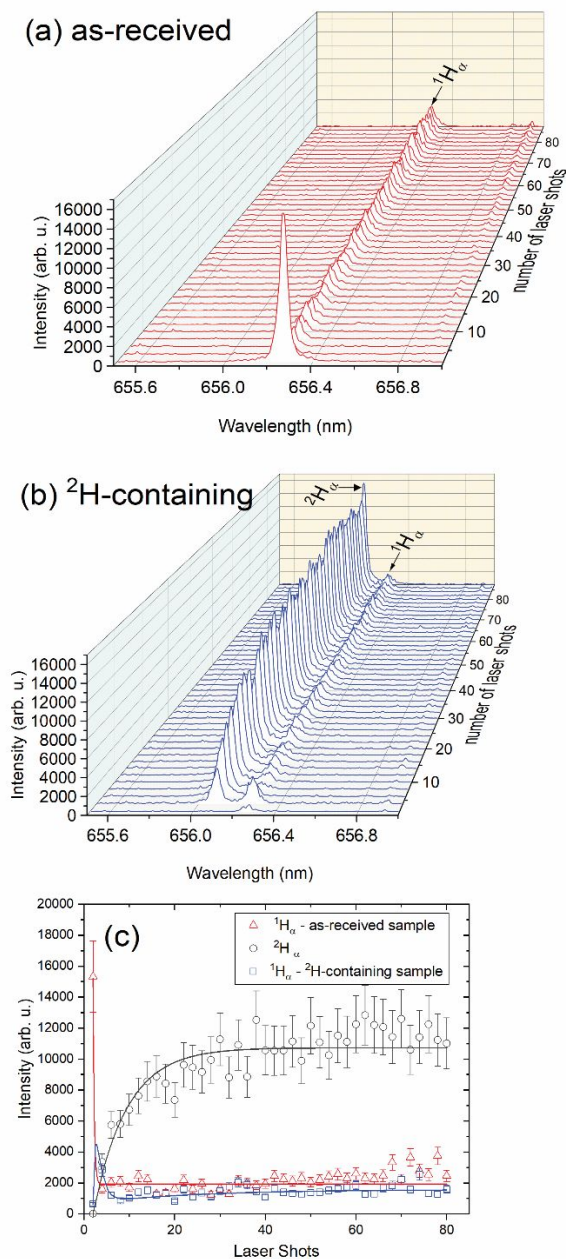 (a) as-received
¹Hα
80
70
60
50
40
30
20
10
number of laser shots
16000
14000
12000
10000
8000
6000
4000
2000
0
Intensity (arb. u.)
655.6 656.0 656.4 656.8
Wavelength (nm)
(b) ²H-containing
²Hα
¹Hα
80
70
60
50
40
30
20
10
number of laser shots
16000
14000
12000
10000
8000
6000
4000
2000
0
Intensity (arb. u.)
655.6 656.0 656.4 656.8
Wavelength (nm)
(c)
¹Hα - as-received sample
²Hα
¹Hα - ²H-containing sample
20000
18000
16000
14000
12000
10000
8000
6000
4000
2000
0
Intensity (arb. u.)
0 20 40 60 80
Laser Shots